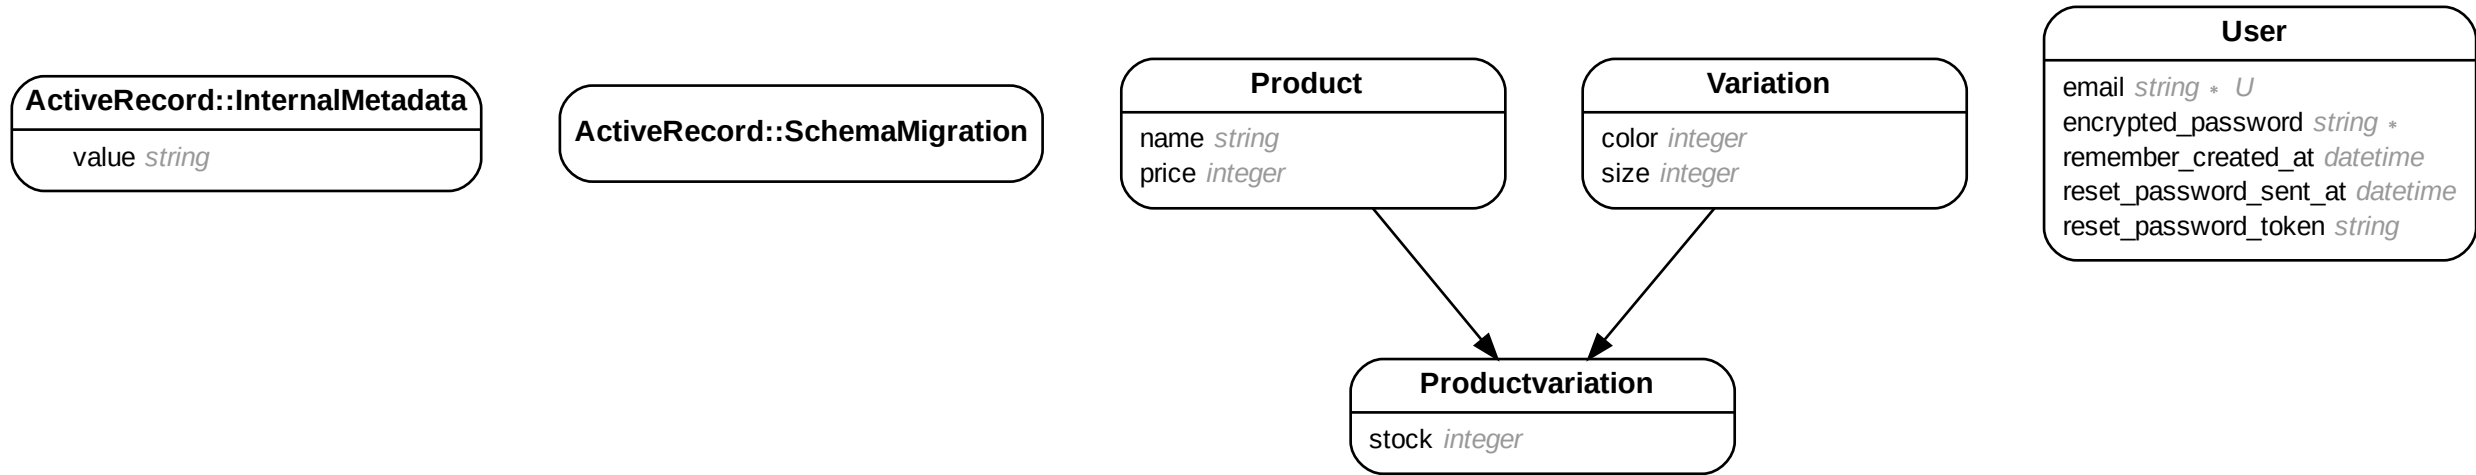 ActiveRecord::InternalMetadata
value string
ActiveRecord::SchemaMigration
Product
name string
price integer
Variation
color integer
size integer
User
email string * U
encrypted_password string *
remember_created_at datetime
reset_password_sent_at datetime
reset_password_token string
Productvariation
stock integer